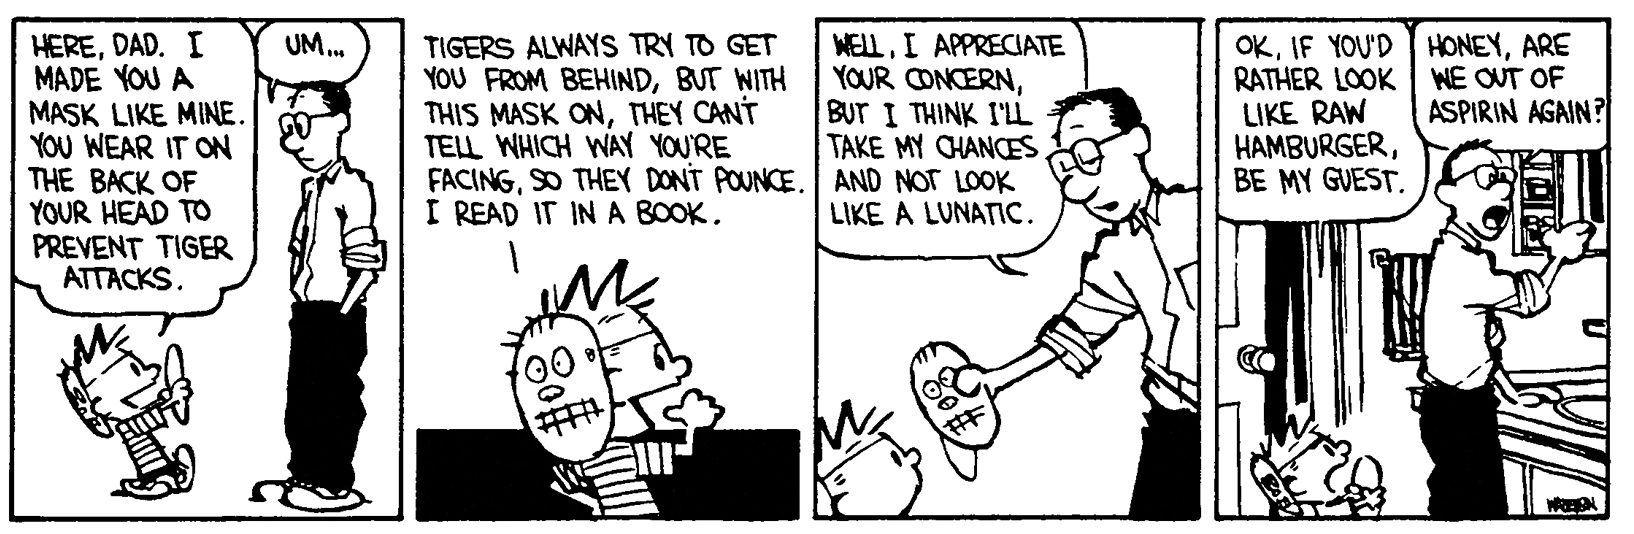 HERE, DAD. I
MADE YOU A
MASK LIKE MINE.
YOU WEAR IT ON
THE BACK OF
YOUR HEAD TO
PREVENT TIGER
ATTACKS.
UM...
TIGERS ALWAYS TRY TO GET
YOU FROM BEHIND, BUT WITH
THIS MASK ON, THEY CAN'T
TELL WHICH WAY YOU'RE
FACING, SO THEY DON'T POUNCE.
I READ IT IN A BOOK.
WELL, I APPRECIATE
YOUR CONCERN,
BUT I THINK I'LL
TAKE MY CHANCES
AND NOT LOOK
LIKE A LUNATIC.
OK, IF YOU'D
RATHER LOOK
LIKE RAW
HAMBURGER,
BE MY GUEST.
HONEY, ARE
WE OUT OF
ASPIRIN AGAIN?
WATTERSON